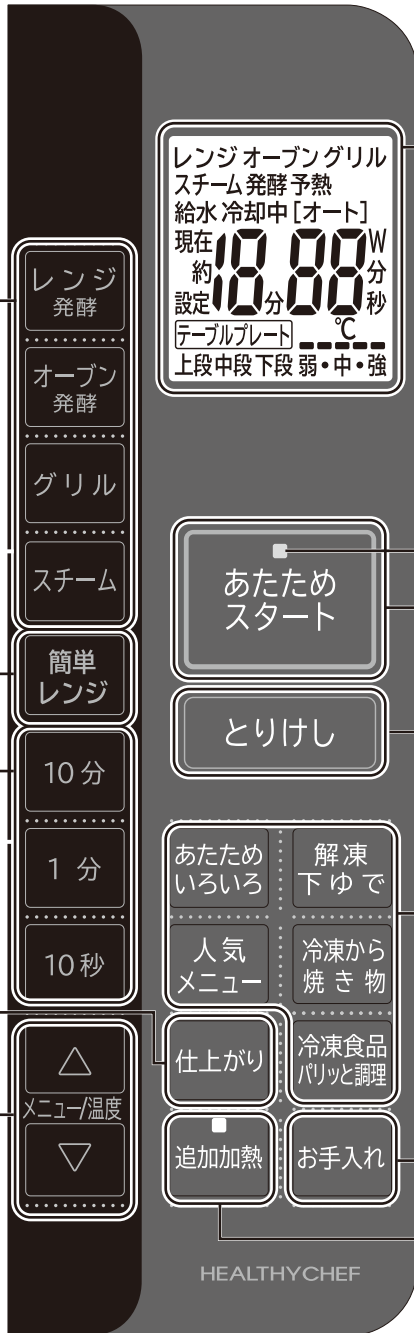 レンジ オーブン グリル
スチーム 発酵 予熱
給水 冷却中 [オート]
現在
約
設定
18 88
分
W
分
秒
℃
テーブルプレート
上段 中段 下段 弱・中・強
レンジ
発酵
オーブン
発酵
グリル
スチーム
簡単
レンジ
10分
1分
10秒
△
メニュー/温度
▽
あたため
スタート
とりけし
あたため
いろいろ
解凍
下ゆで
人気
メニュー
冷凍から
焼き物
仕上がり
冷凍食品
パリッと調理
追加加熱
お手入れ
HEALTHYCHEF